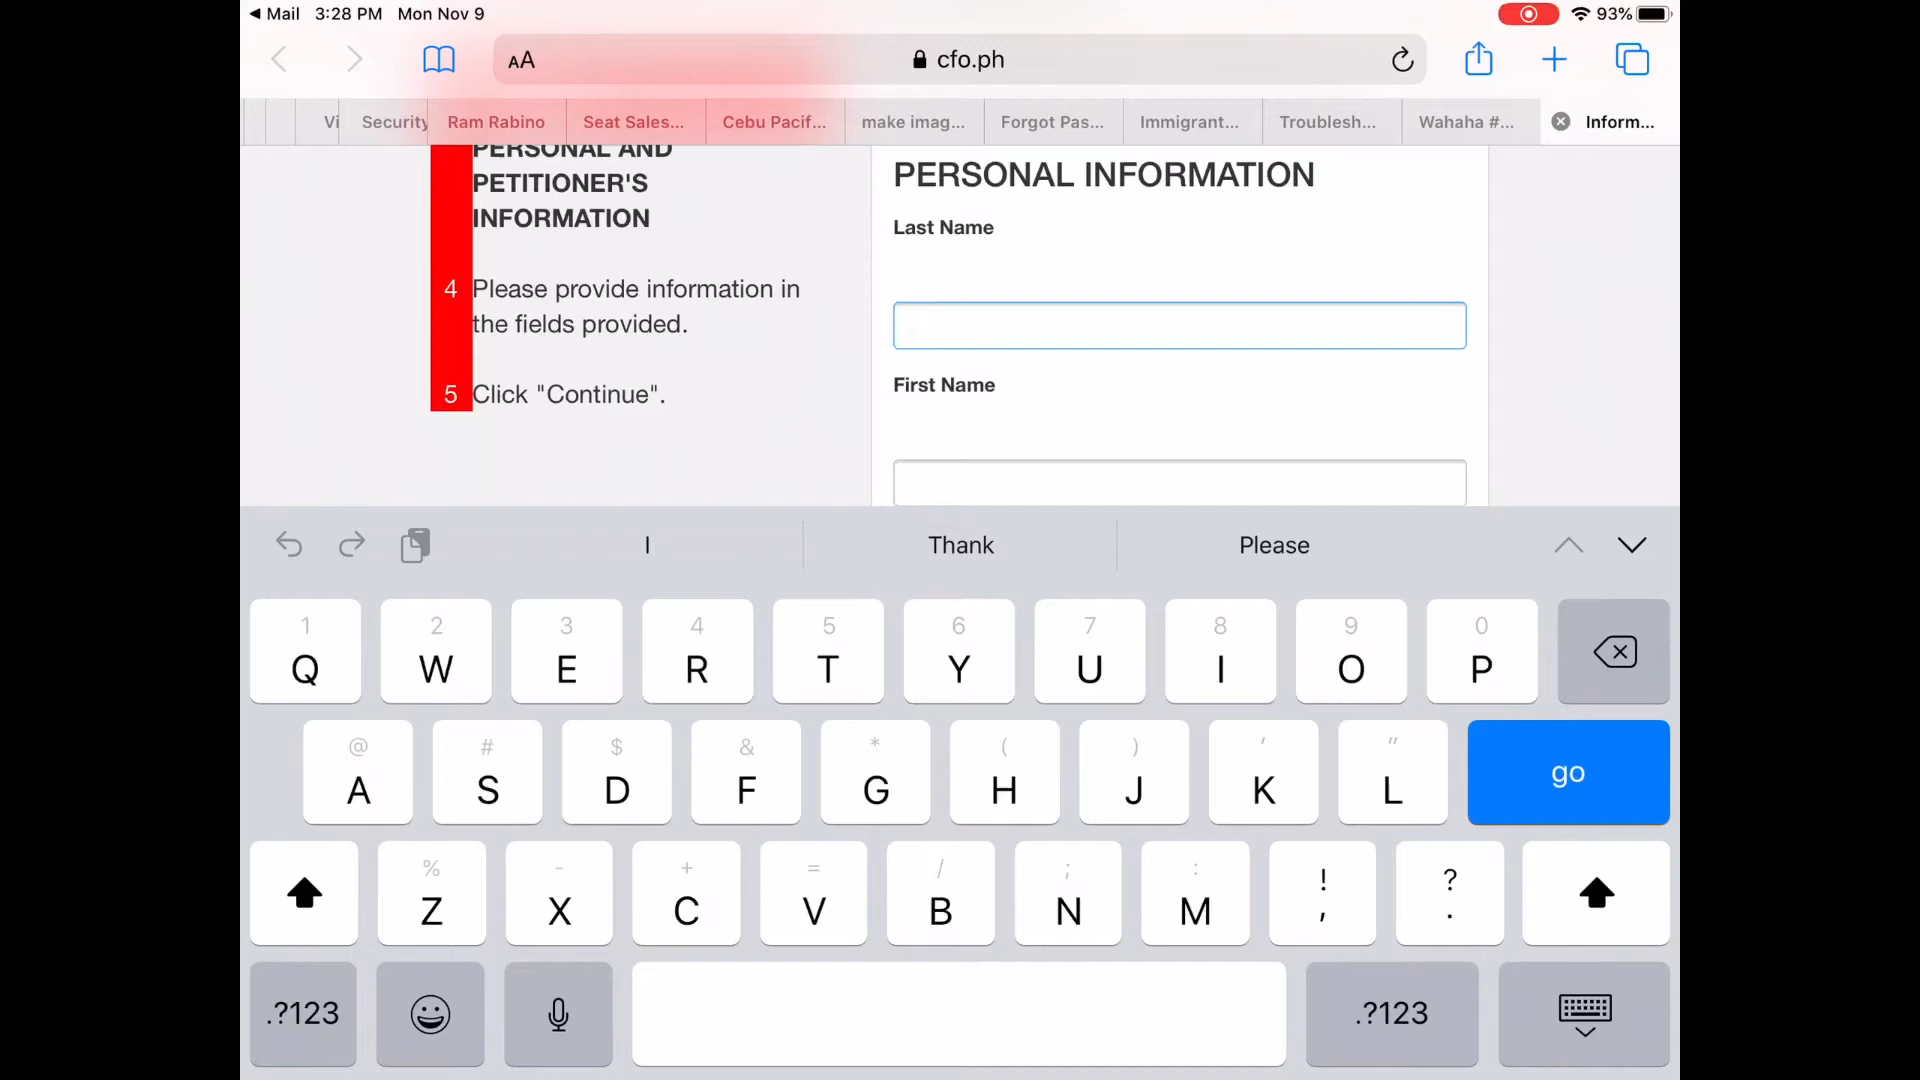 Mail 3:28 PM Mon Nov 9
93%
AA
cfo.ph
Vi
Security
Ram Rabino
Seat Sales...
Cebu Pacif...
make imag...
Forgot Pas...
Immigrant...
Troublesh...
Wahaha #...
Inform...
PERSONAL AND
PETITIONER'S
INFORMATION
4 Please provide information in
the fields provided.
5 Click "Continue".
PERSONAL INFORMATION
Last Name
First Name
I Thank Please
1 2 3 4 5 6 7 8 9 0
Q W E R T Y U I O P
@ # $ & * ( ) ' "
A S D F G H J K L go
% - + = / ; : ! ?
Z X C V B N M , .
.?123 .?123